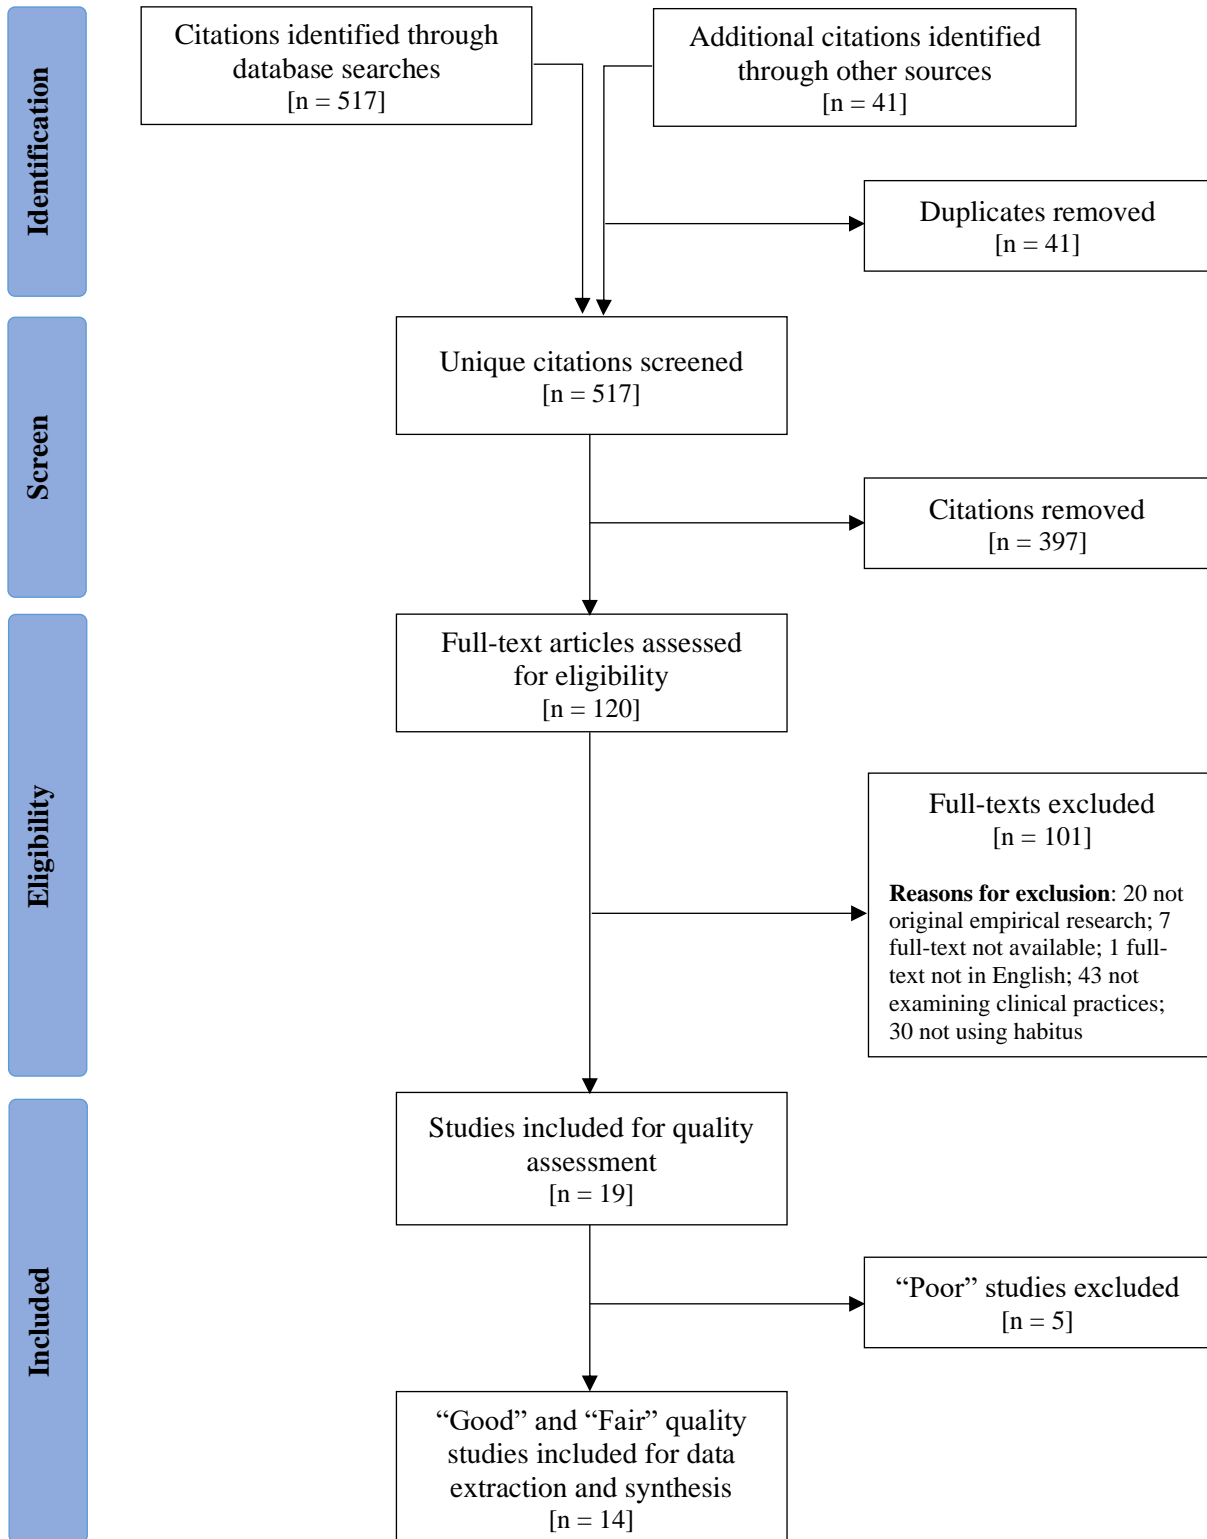 Identification
Citations identified through
database searches
[n = 517]
Additional citations identified
through other sources
[n = 41]
Duplicates removed
[n = 41]
Screen
Unique citations screened
[n = 517]
Citations removed
[n = 397]
Eligibility
Full-text articles assessed
for eligibility
[n = 120]
Full-texts excluded
[n = 101]
Reasons for exclusion: 20 not
original empirical research; 7
full-text not available; 1 full-
text not in English; 43 not
examining clinical practices;
30 not using habitus
Included
Studies included for quality
assessment
[n = 19]
“Poor” studies excluded
[n = 5]
“Good” and “Fair” quality
studies included for data
extraction and synthesis
[n = 14]